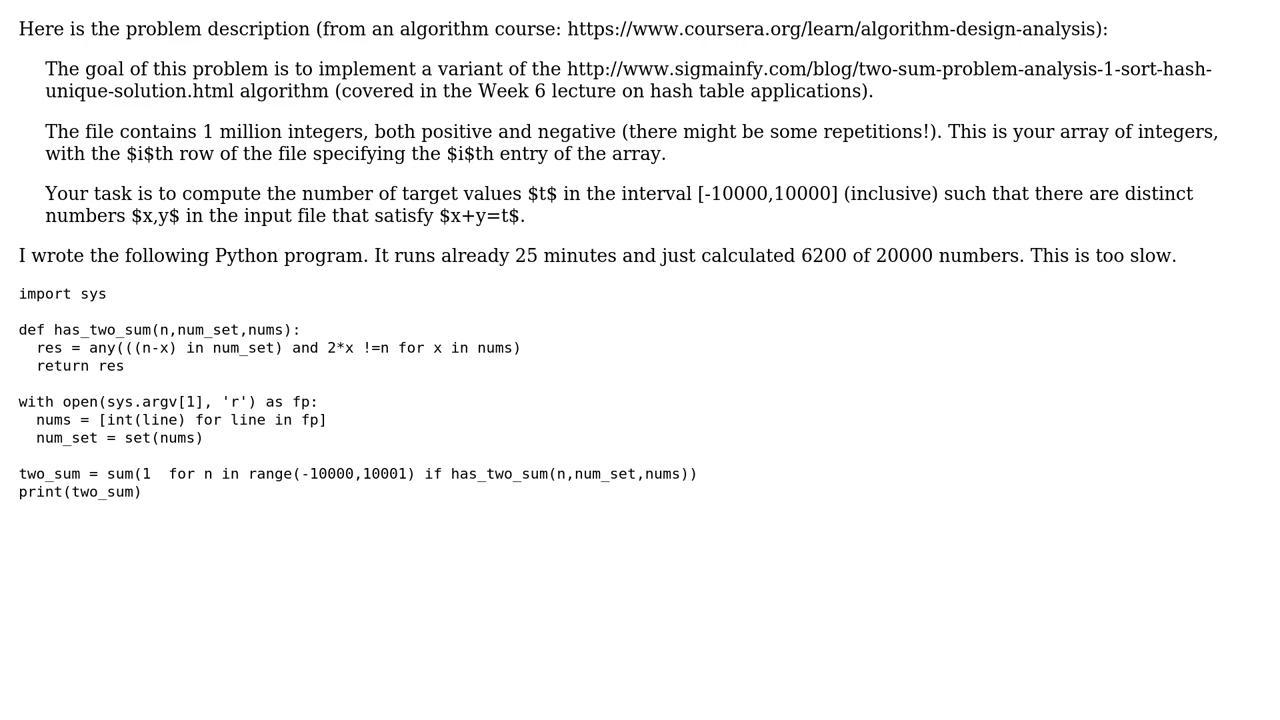 Here is the problem description (from an algorithm course: https://www.coursera.org/learn/algorithm-design-analysis):
The goal of this problem is to implement a variant of the http://www.sigmainfy.com/blog/two-sum-problem-analysis-1-sort-hash-
unique-solution.html algorithm (covered in the Week 6 lecture on hash table applications).
The file contains 1 million integers, both positive and negative (there might be some repetitions!). This is your array of integers,
with the $i$th row of the file specifying the $i$th entry of the array.
Your task is to compute the number of target values $t$ in the interval [-10000,10000] (inclusive) such that there are distinct
numbers $x,y$ in the input file that satisfy $x+y=t$.
I wrote the following Python program. It runs already 25 minutes and just calculated 6200 of 20000 numbers. This is too slow.
import sys
def has_two_sum(n,num_set,nums):
  res = any(((n-x) in num_set) and 2*x !=n for x in nums)
  return res
with open(sys.argv[1], 'r') as fp:
  nums = [int(line) for line in fp]
  num_set = set(nums)
two_sum = sum(1  for n in range(-10000,10001) if has_two_sum(n,num_set,nums))
print(two_sum)